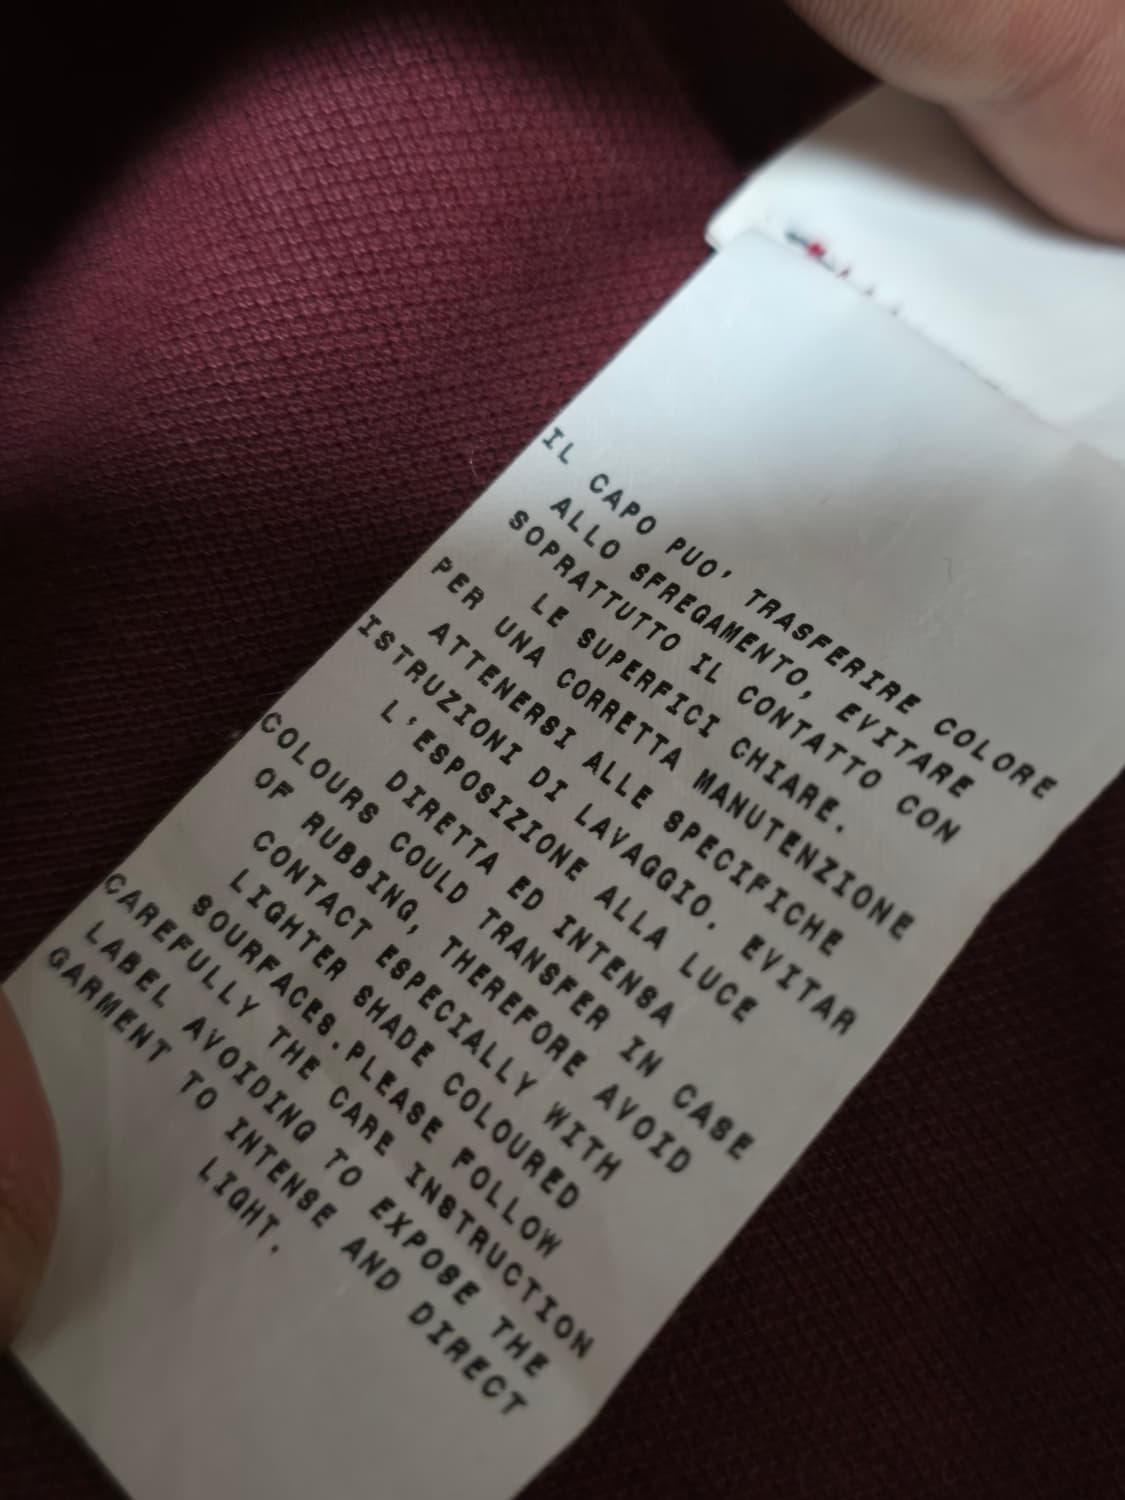 IL CAPO PUO' TRASFERIRE COLORE
ALLO SFREGAMENTO, EVITARE
SOPRATTUTTO IL CONTATTO CON
LE SUPERFICI CHIARE.
PER UNA CORRETTA MANUTENZIONE
ATTENERSI ALLE SPECIFICHE
ISTRUZIONI DI LAVAGGIO. EVITAR
L'ESPOSIZIONE ALLA LUCE
DIRETTA ED INTENSA
COLOURS COULD TRANSFER IN CASE
OF RUBBING, THEREFORE AVOID
CONTACT ESPECIALLY WITH
LIGHTER SHADE COLOURED
SOURFACES.PLEASE FOLLOW
CAREFULLY THE CARE INSTRUCTION
LABEL AVOIDING TO EXPOSE THE
GARMENT TO INTENSE AND DIRECT
LIGHT.